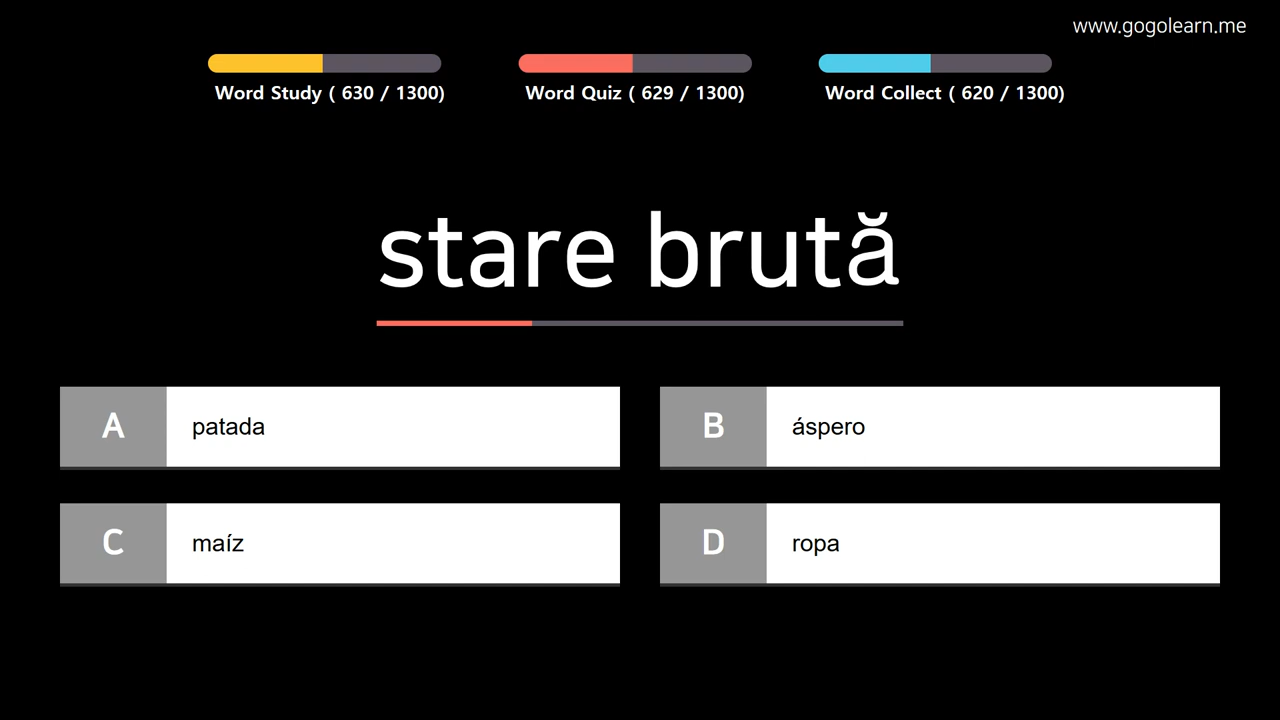 www.gogolearn.me
Word Study ( 630 / 1300)
Word Quiz ( 629 / 1300)
Word Collect ( 620 / 1300)
stare brută
A patada
B áspero
C maíz
D ropa